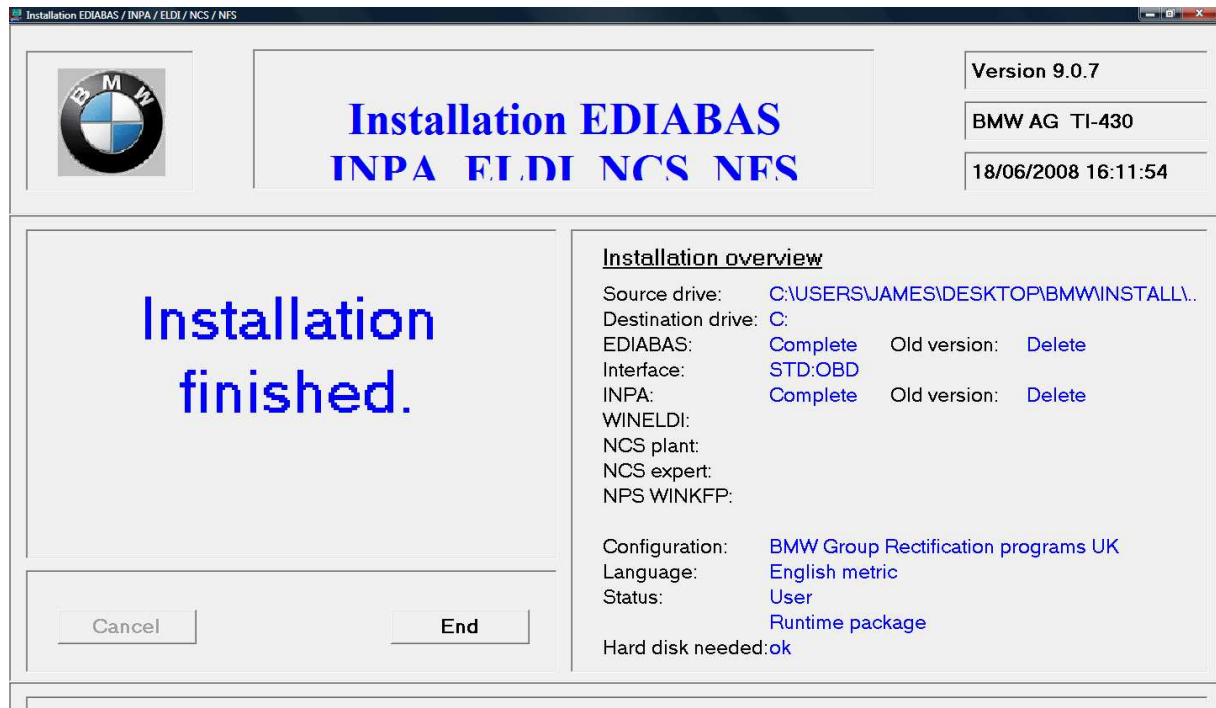 Installation EDIABAS / INPA / ELDI / NCS / NFS
BMW
Installation EDIABAS
INPA ELDI NCS NFS
Version 9.0.7
BMW AG TI-430
18/06/2008 16:11:54
Installation
finished.
Cancel
End
Installation overview
Source drive: C:\USERS\JAMES\DESKTOP\BMW\INSTALL\..
Destination drive: C:
EDIABAS: Complete Old version: Delete
Interface: STD:OBD
INPA: Complete Old version: Delete
WINELDI:
NCS plant:
NCS expert:
NPS WINKFP:
Configuration: BMW Group Rectification programs UK
Language: English metric
Status: User
Runtime package
Hard disk needed:ok